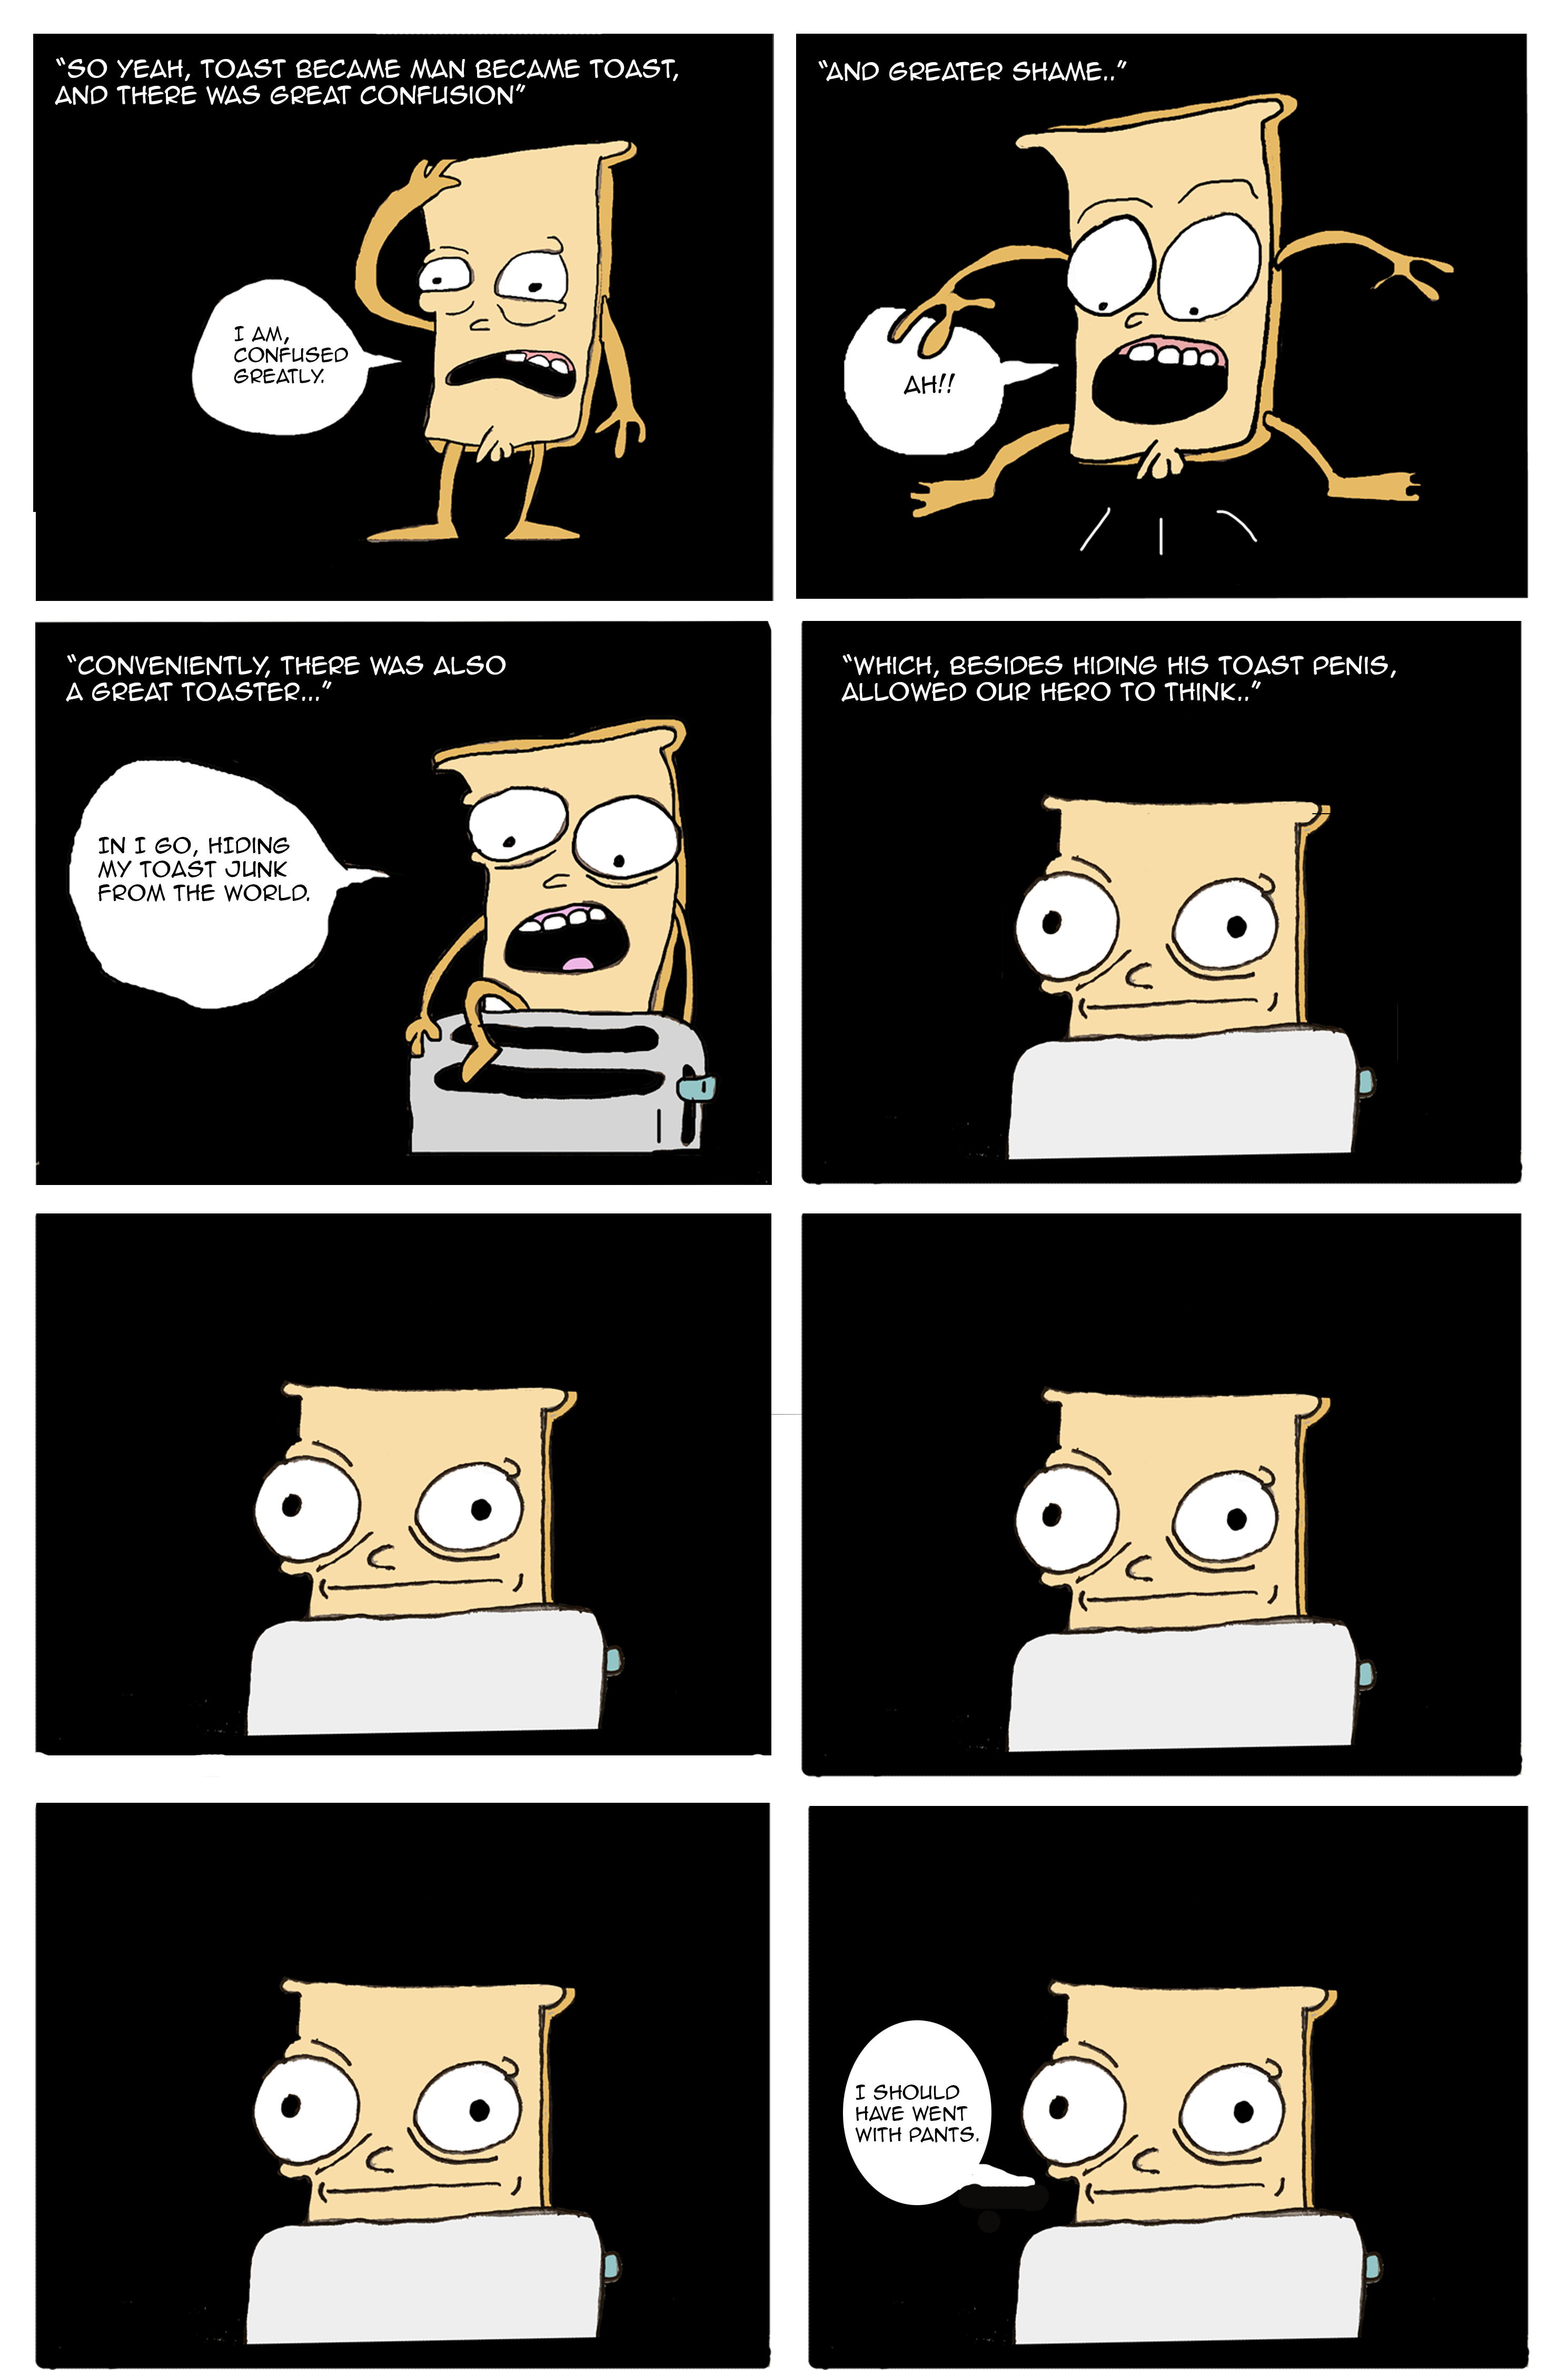 "SO YEAH, TOAST BECAME MAN BECAME TOAST,
AND THERE WAS GREAT CONFUSION"
I AM,
CONFUSED
GREATLY.
"AND GREATER SHAME.."
AH!!
"CONVENIENTLY, THERE WAS ALSO
A GREAT TOASTER..."
IN I GO, HIDING
MY TOAST JUNK
FROM THE WORLD.
"WHICH, BESIDES HIDING HIS TOAST PENIS,
ALLOWED OUR HERO TO THINK.."
I SHOULD
HAVE WENT
WITH PANTS.